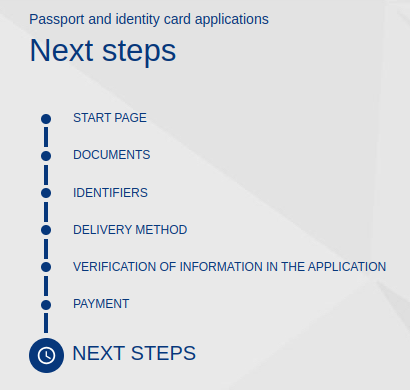 Passport and identity card applications
Next steps
START PAGE
DOCUMENTS
IDENTIFIERS
DELIVERY METHOD
VERIFICATION OF INFORMATION IN THE APPLICATION
PAYMENT
NEXT STEPS